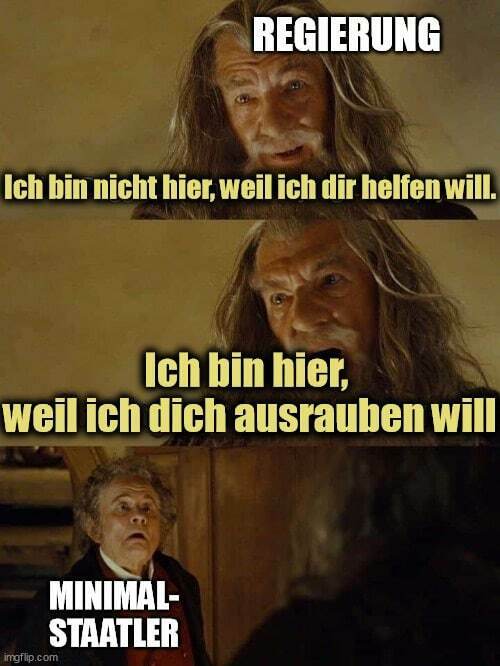 REGIERUNG
Ich bin nicht hier, weil ich dir helfen will.
Ich bin hier,
weil ich dich ausrauben will
MINIMAL-
STAATLER
imgflip.com